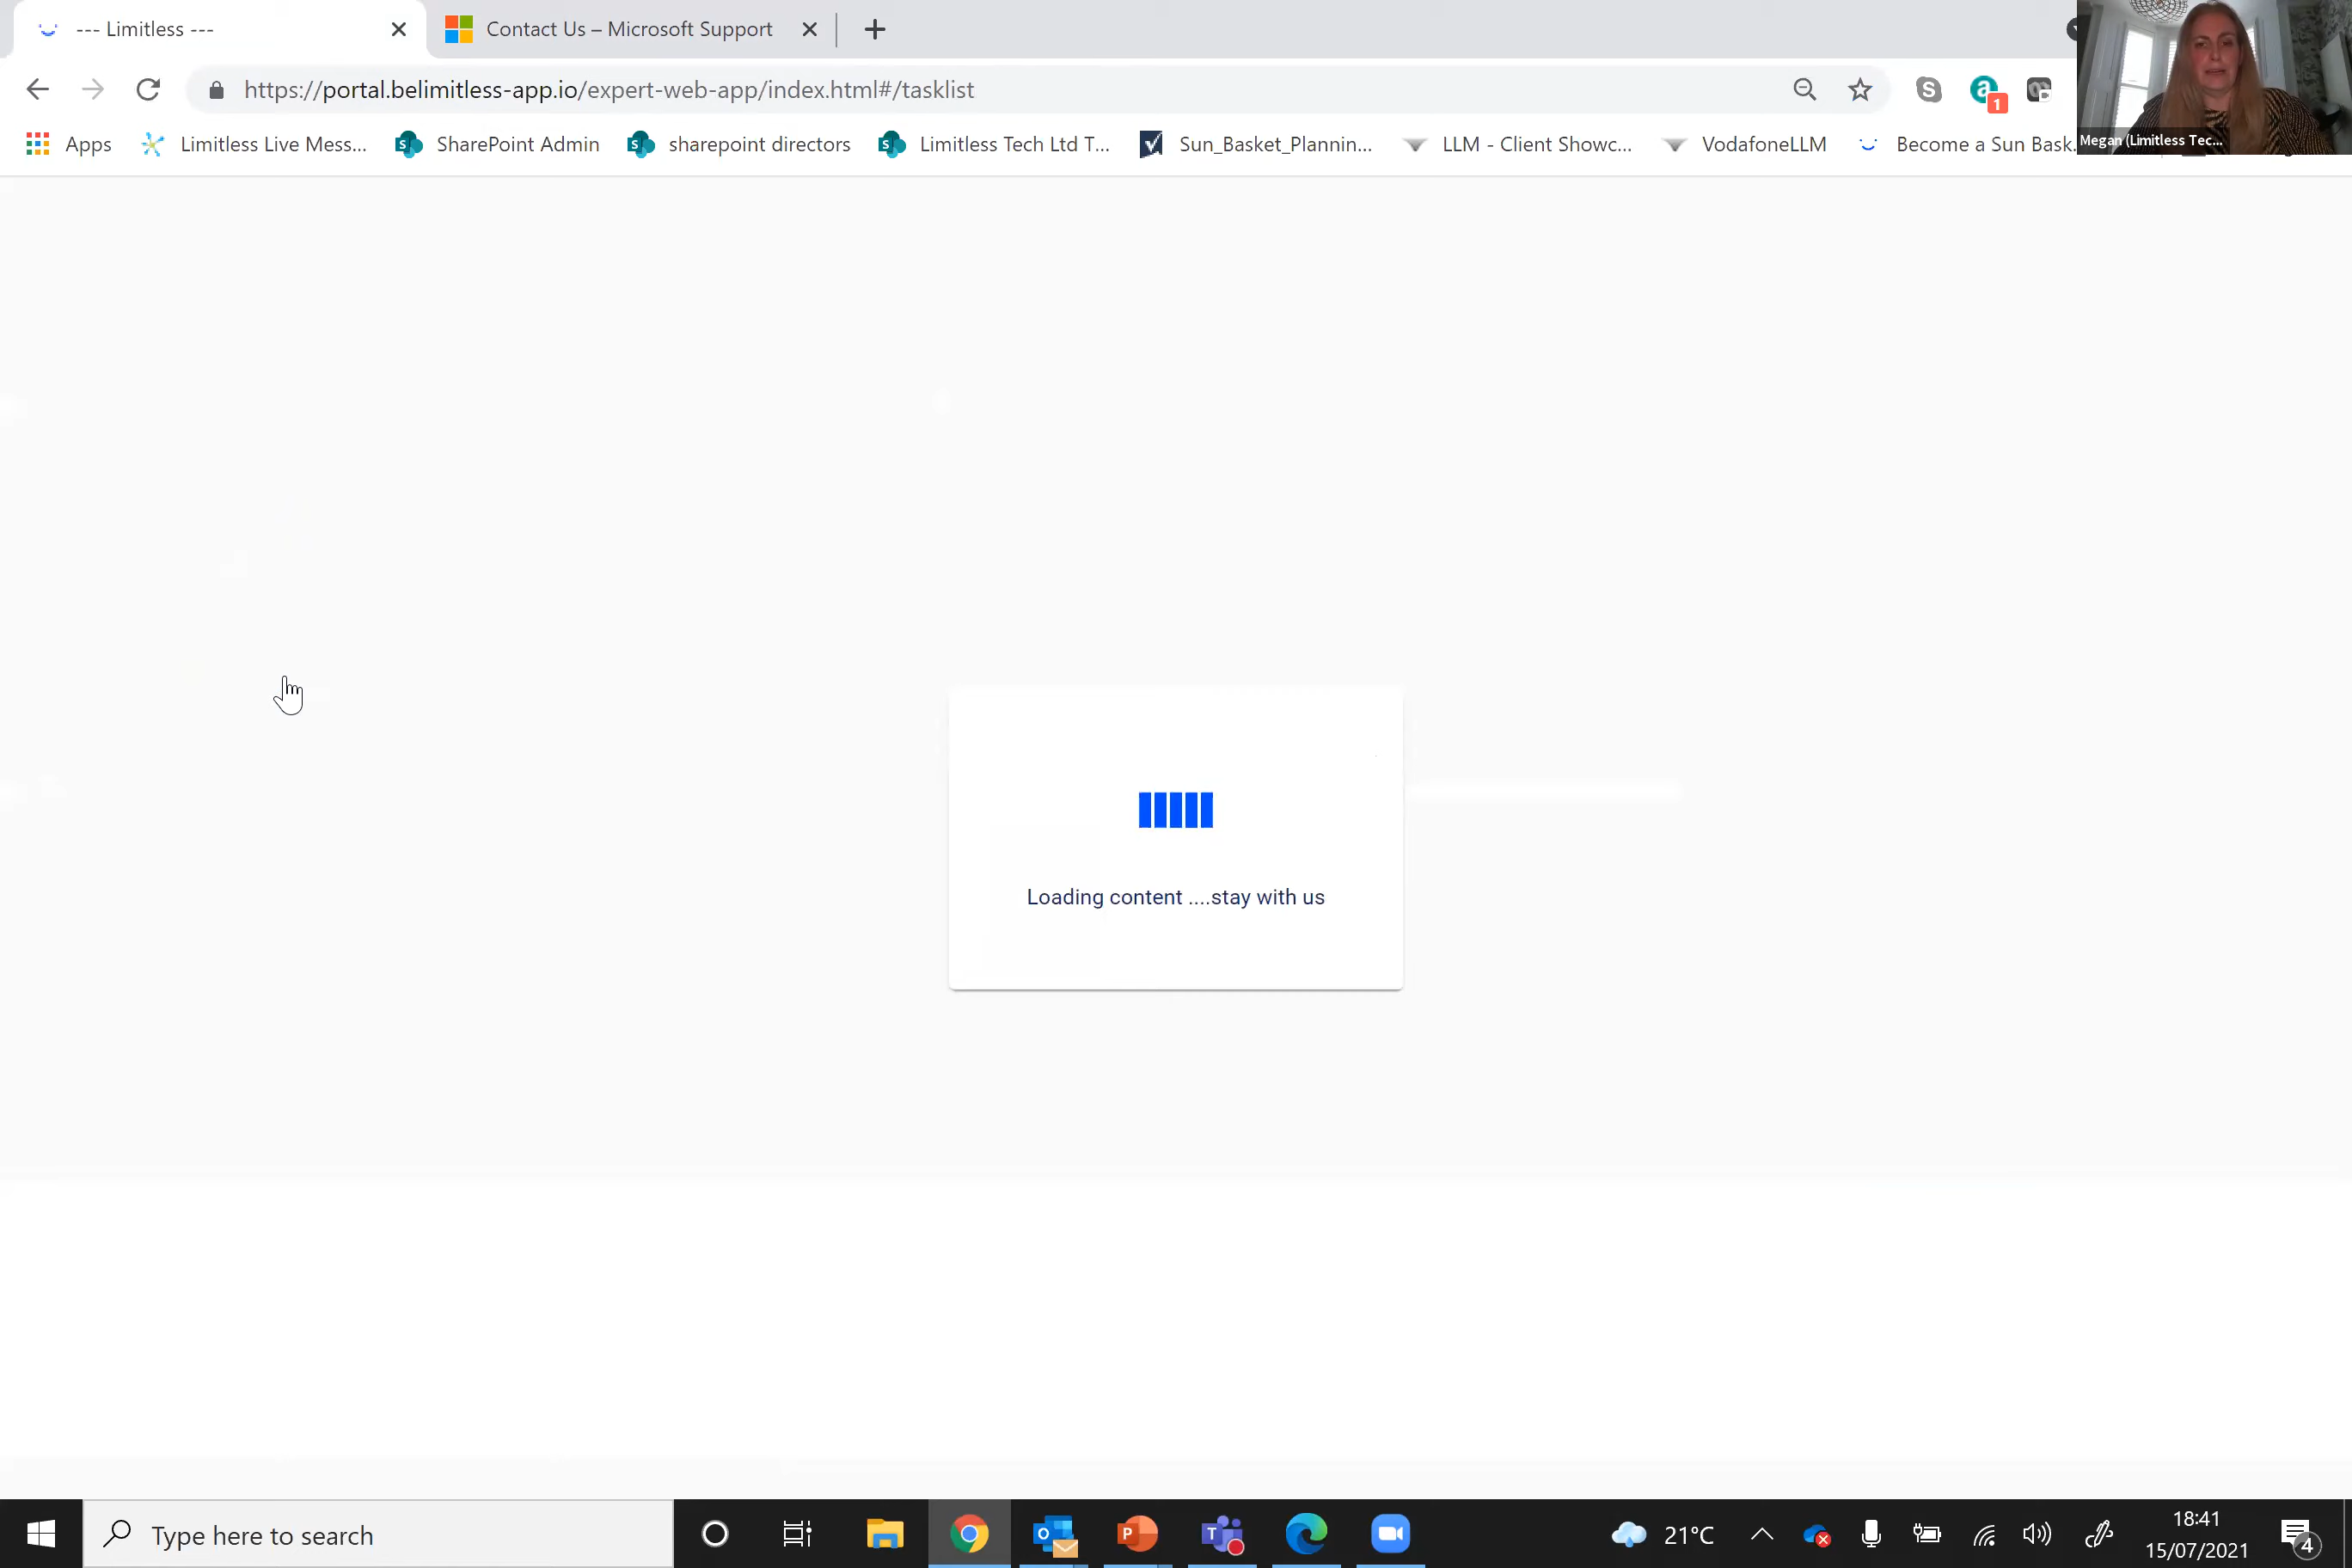 --- Limitless ---
Contact Us – Microsoft Support
https://portal.belimitless-app.io/expert-web-app/index.html#/tasklist
1
Apps
Limitless Live Mess...
SharePoint Admin
sharepoint directors
Limitless Tech Ltd T...
Sun_Basket_Plannin...
LLM - Client Showc...
VodafoneLLM
Become a Sun Bask.
Megan (Limitless Tec...
Loading content ....stay with us
Type here to search
21°C
18:41
15/07/2021
4